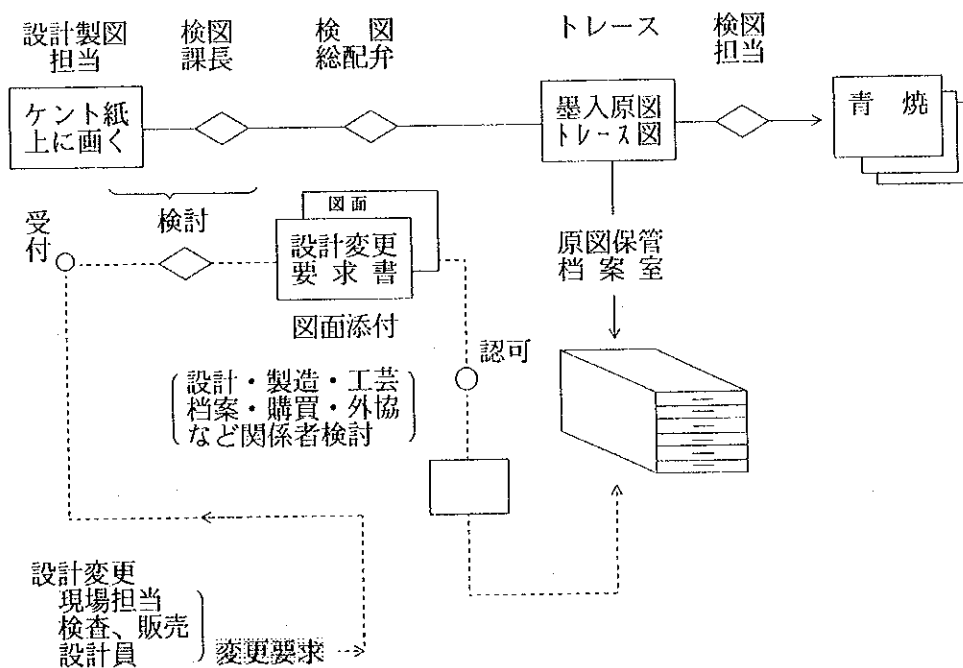 設計製図
担当
検図
課長
検図
総配弁
トレース
検図
担当
ケント紙
上に画く
墨入原図
トレース図
青焼
検討
受付
図面
設計変更
要求書
図面添付
原図保管
档案室
認可
設計・製造・工芸
档案・購買・外協
など関係者検討
設計変更
現場担当
検査、販売
設計員
変更要求